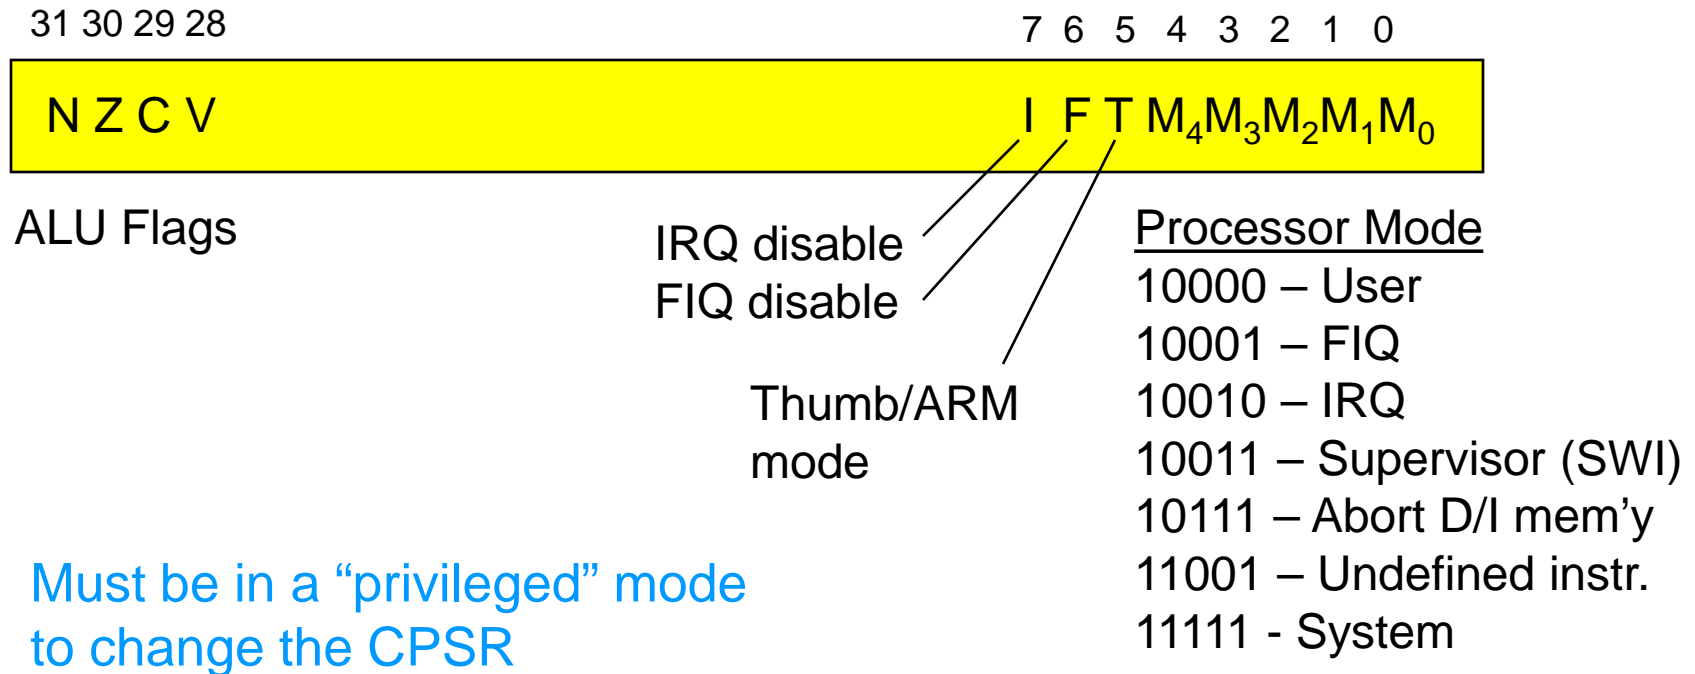 31 30 29 28 7 6 5 4 3 2 1 0
N Z C V I F T M₄M₃M₂M₁M₀
ALU Flags
IRQ disable
FIQ disable
Thumb/ARM
mode
Processor Mode
10000 – User
10001 – FIQ
10010 – IRQ
10011 – Supervisor (SWI)
10111 – Abort D/I mem’y
11001 – Undefined instr.
11111 - System
Must be in a “privileged” mode
to change the CPSR